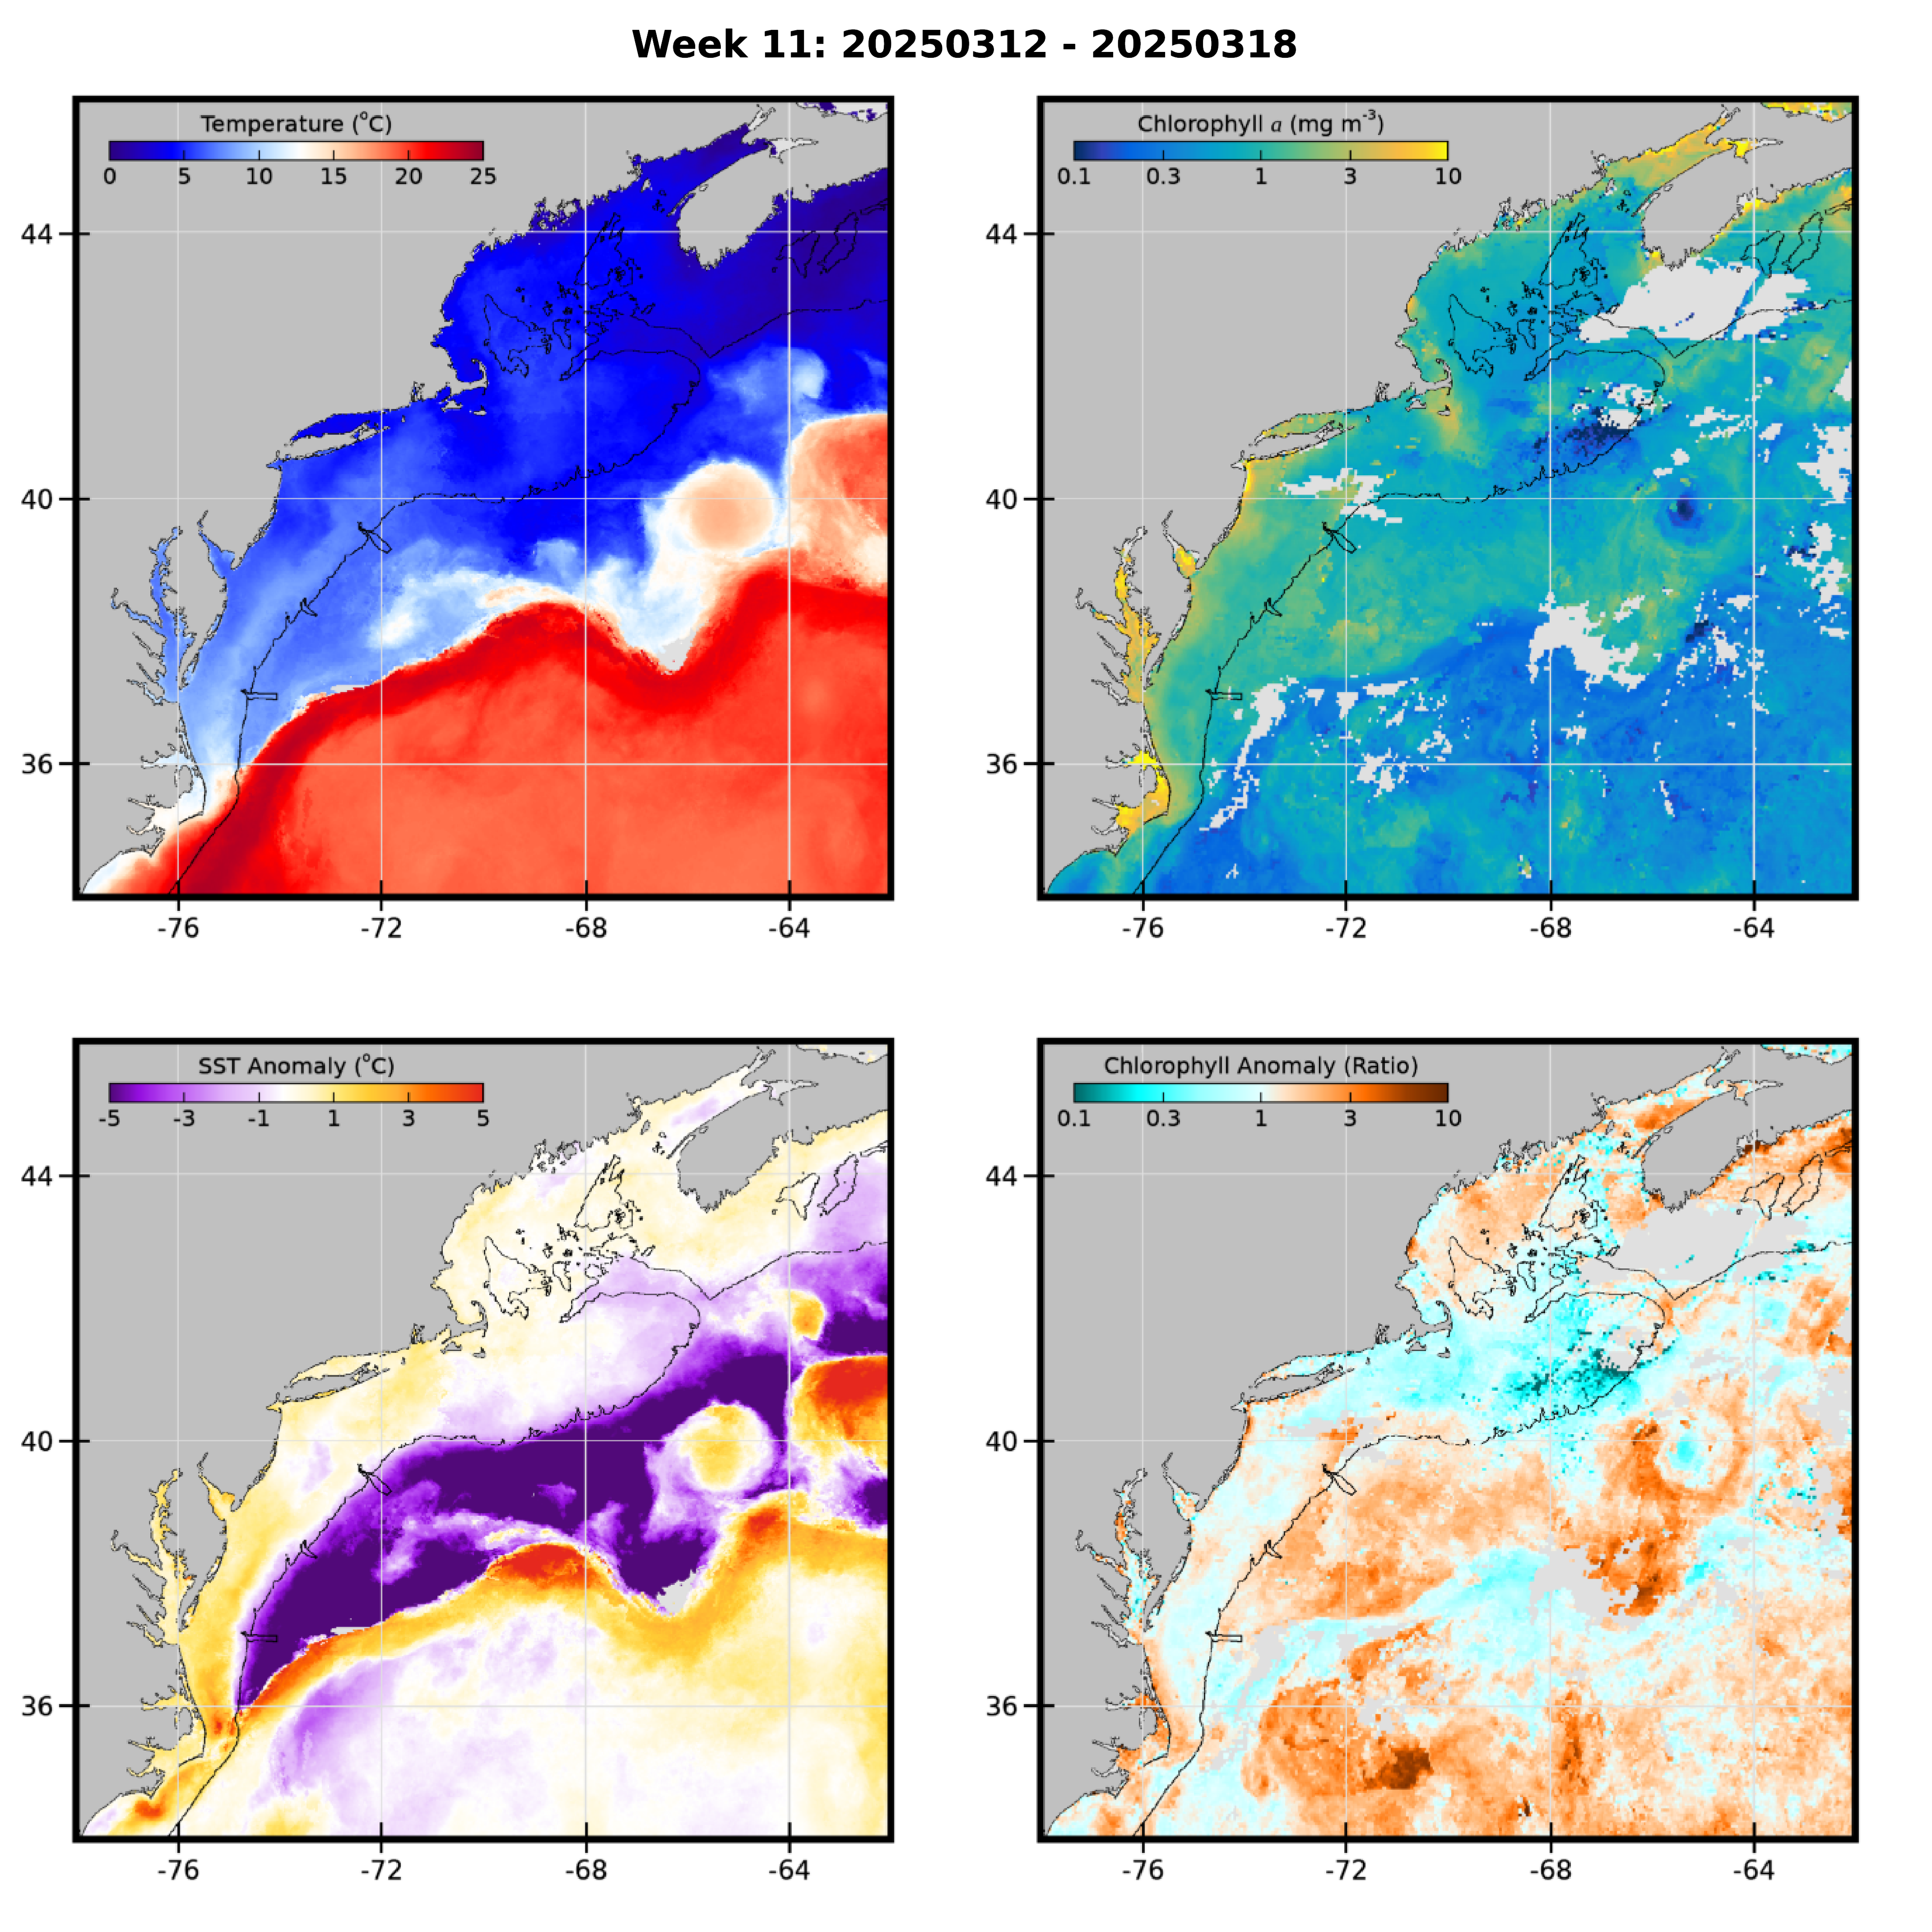 Week 11: 20250312 - 20250318
Temperature (°C)
0 5 10 15 20 25
44
40
36
-76 -72 -68 -64
Chlorophyll a (mg m⁻³)
0.1 0.3 1 3 10
44
40
36
-76 -72 -68 -64
SST Anomaly (°C)
-5 -3 -1 1 3 5
44
40
36
-76 -72 -68 -64
Chlorophyll Anomaly (Ratio)
0.1 0.3 1 3 10
44
40
36
-76 -72 -68 -64